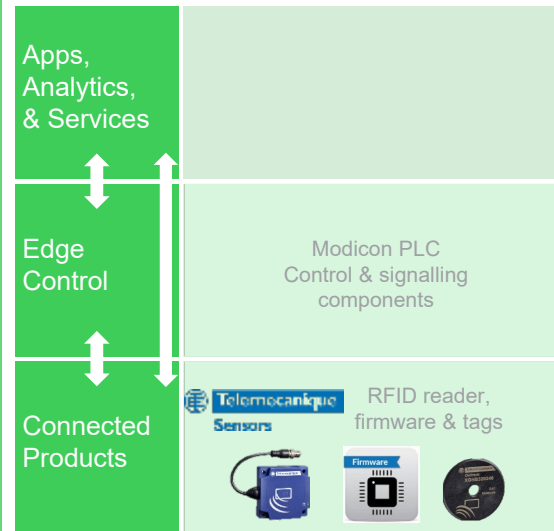 Apps,
Analytics,
& Services
Edge
Control
Modicon PLC
Control & signalling
components
Connected
Products
Telemecanique
Sensors
RFID reader,
firmware & tags
Firmware